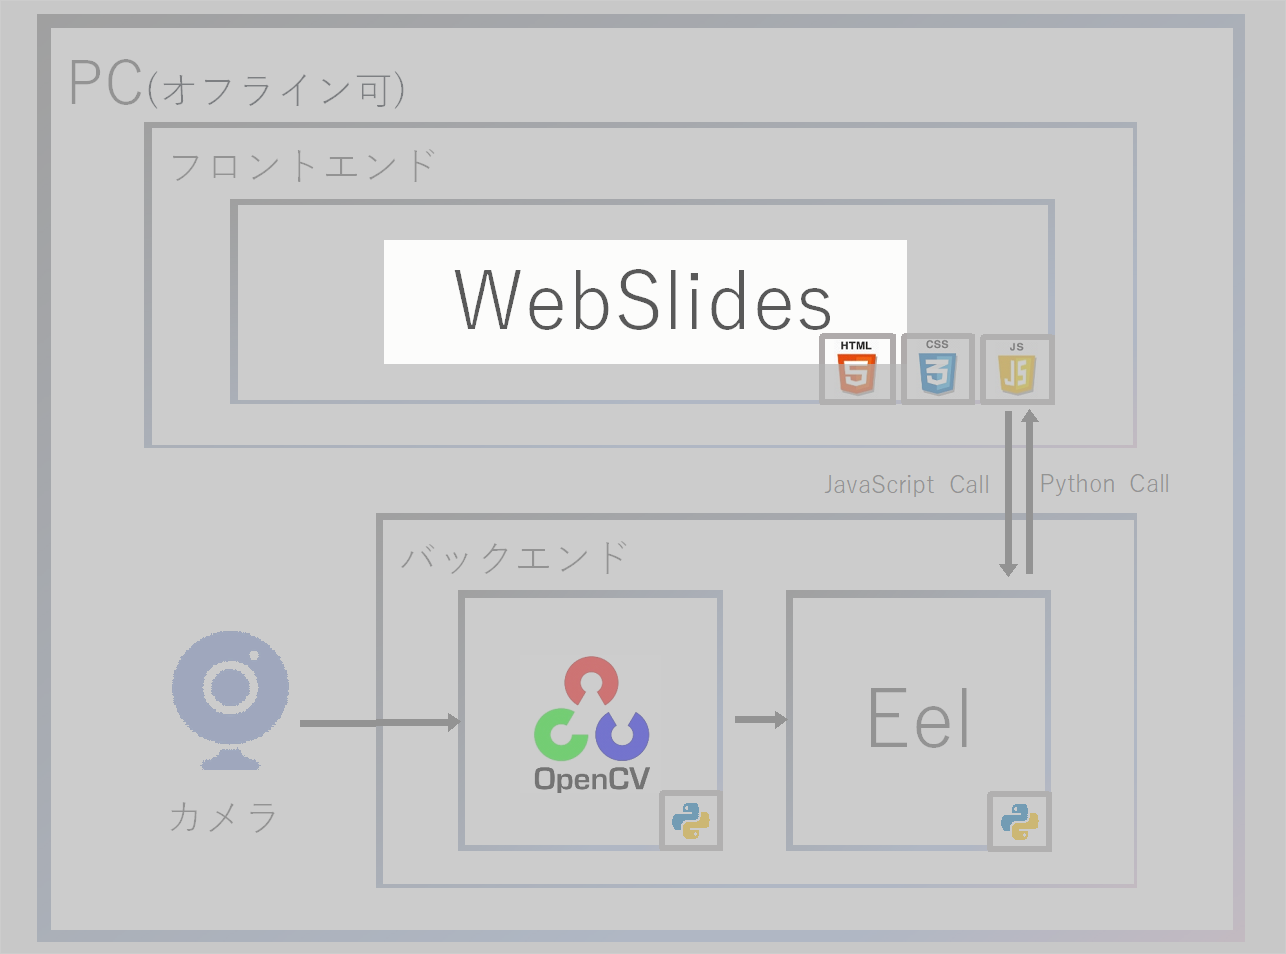 PC(オフライン可)
フロントエンド
WebSlides
HTML
5
CSS
3
JS
JS
JavaScript Call
Python Call
バックエンド
OpenCV
Eel
カメラ